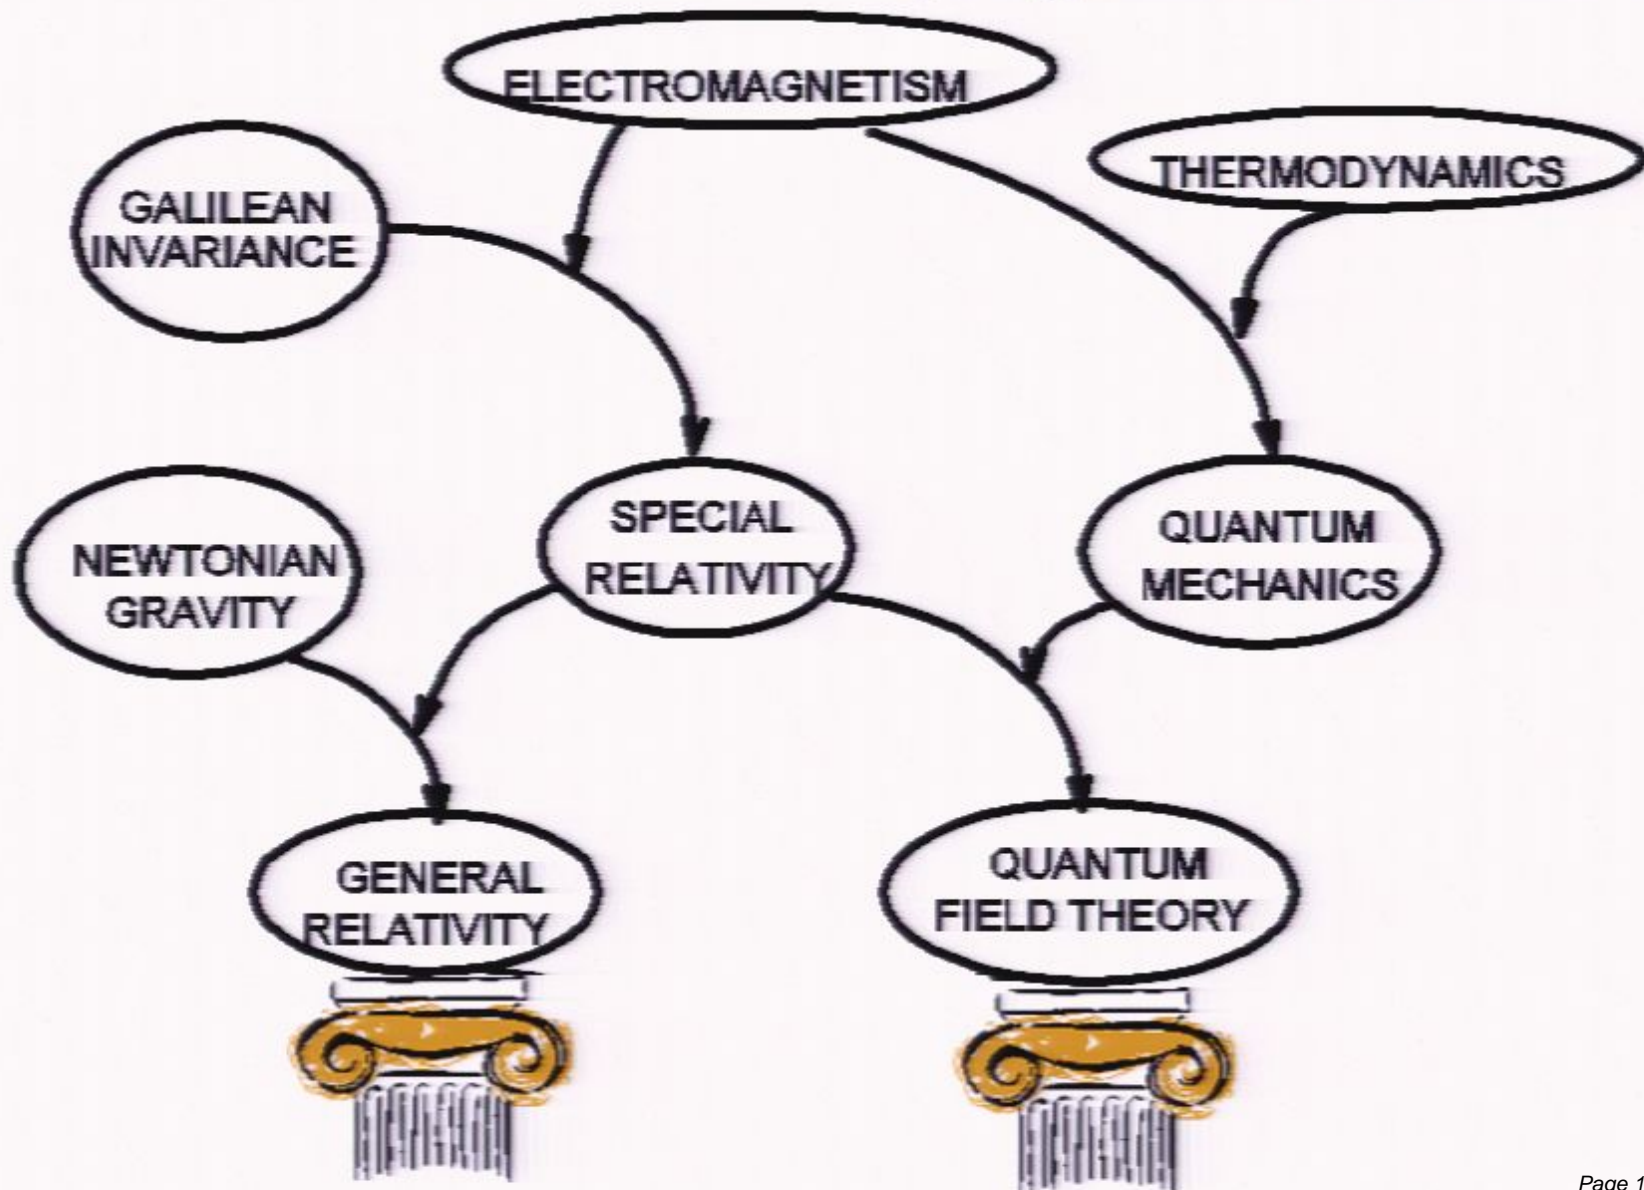 ELECTROMAGNETISM
THERMODYNAMICS
GALILEAN
INVARIANCE
SPECIAL
RELATIVITY
QUANTUM
MECHANICS
NEWTONIAN
GRAVITY
GENERAL
RELATIVITY
QUANTUM
FIELD THEORY
Page 1